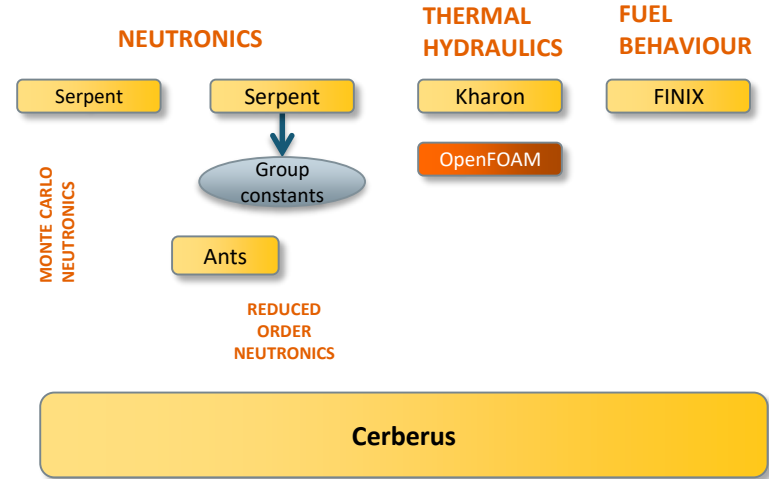 NEUTRONICS
THERMAL
HYDRAULICS
FUEL
BEHAVIOUR
Serpent
Serpent
Kharon
FINIX
Group
constants
OpenFOAM
MONTE CARLO
NEUTRONICS
Ants
REDUCED
ORDER
NEUTRONICS
Cerberus